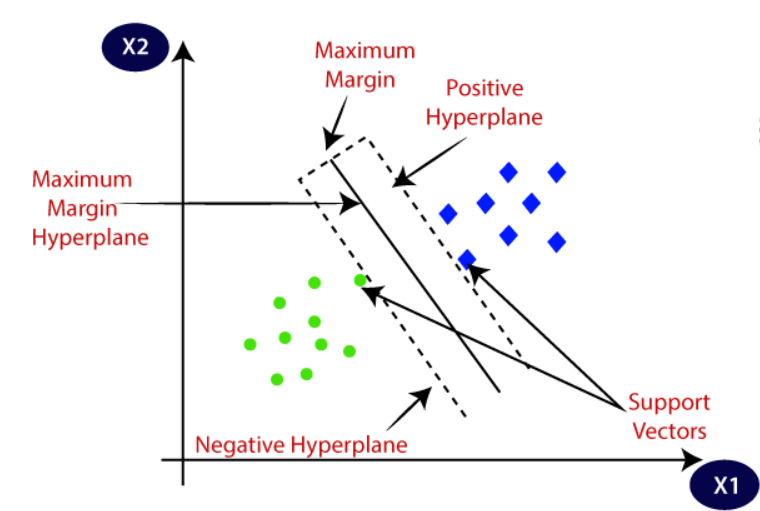 X2
Maximum
Margin
Positive
Hyperplane
Maximum
Margin
Hyperplane
Support
Vectors
Negative Hyperplane
X1